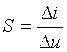 S = Δi / Δu